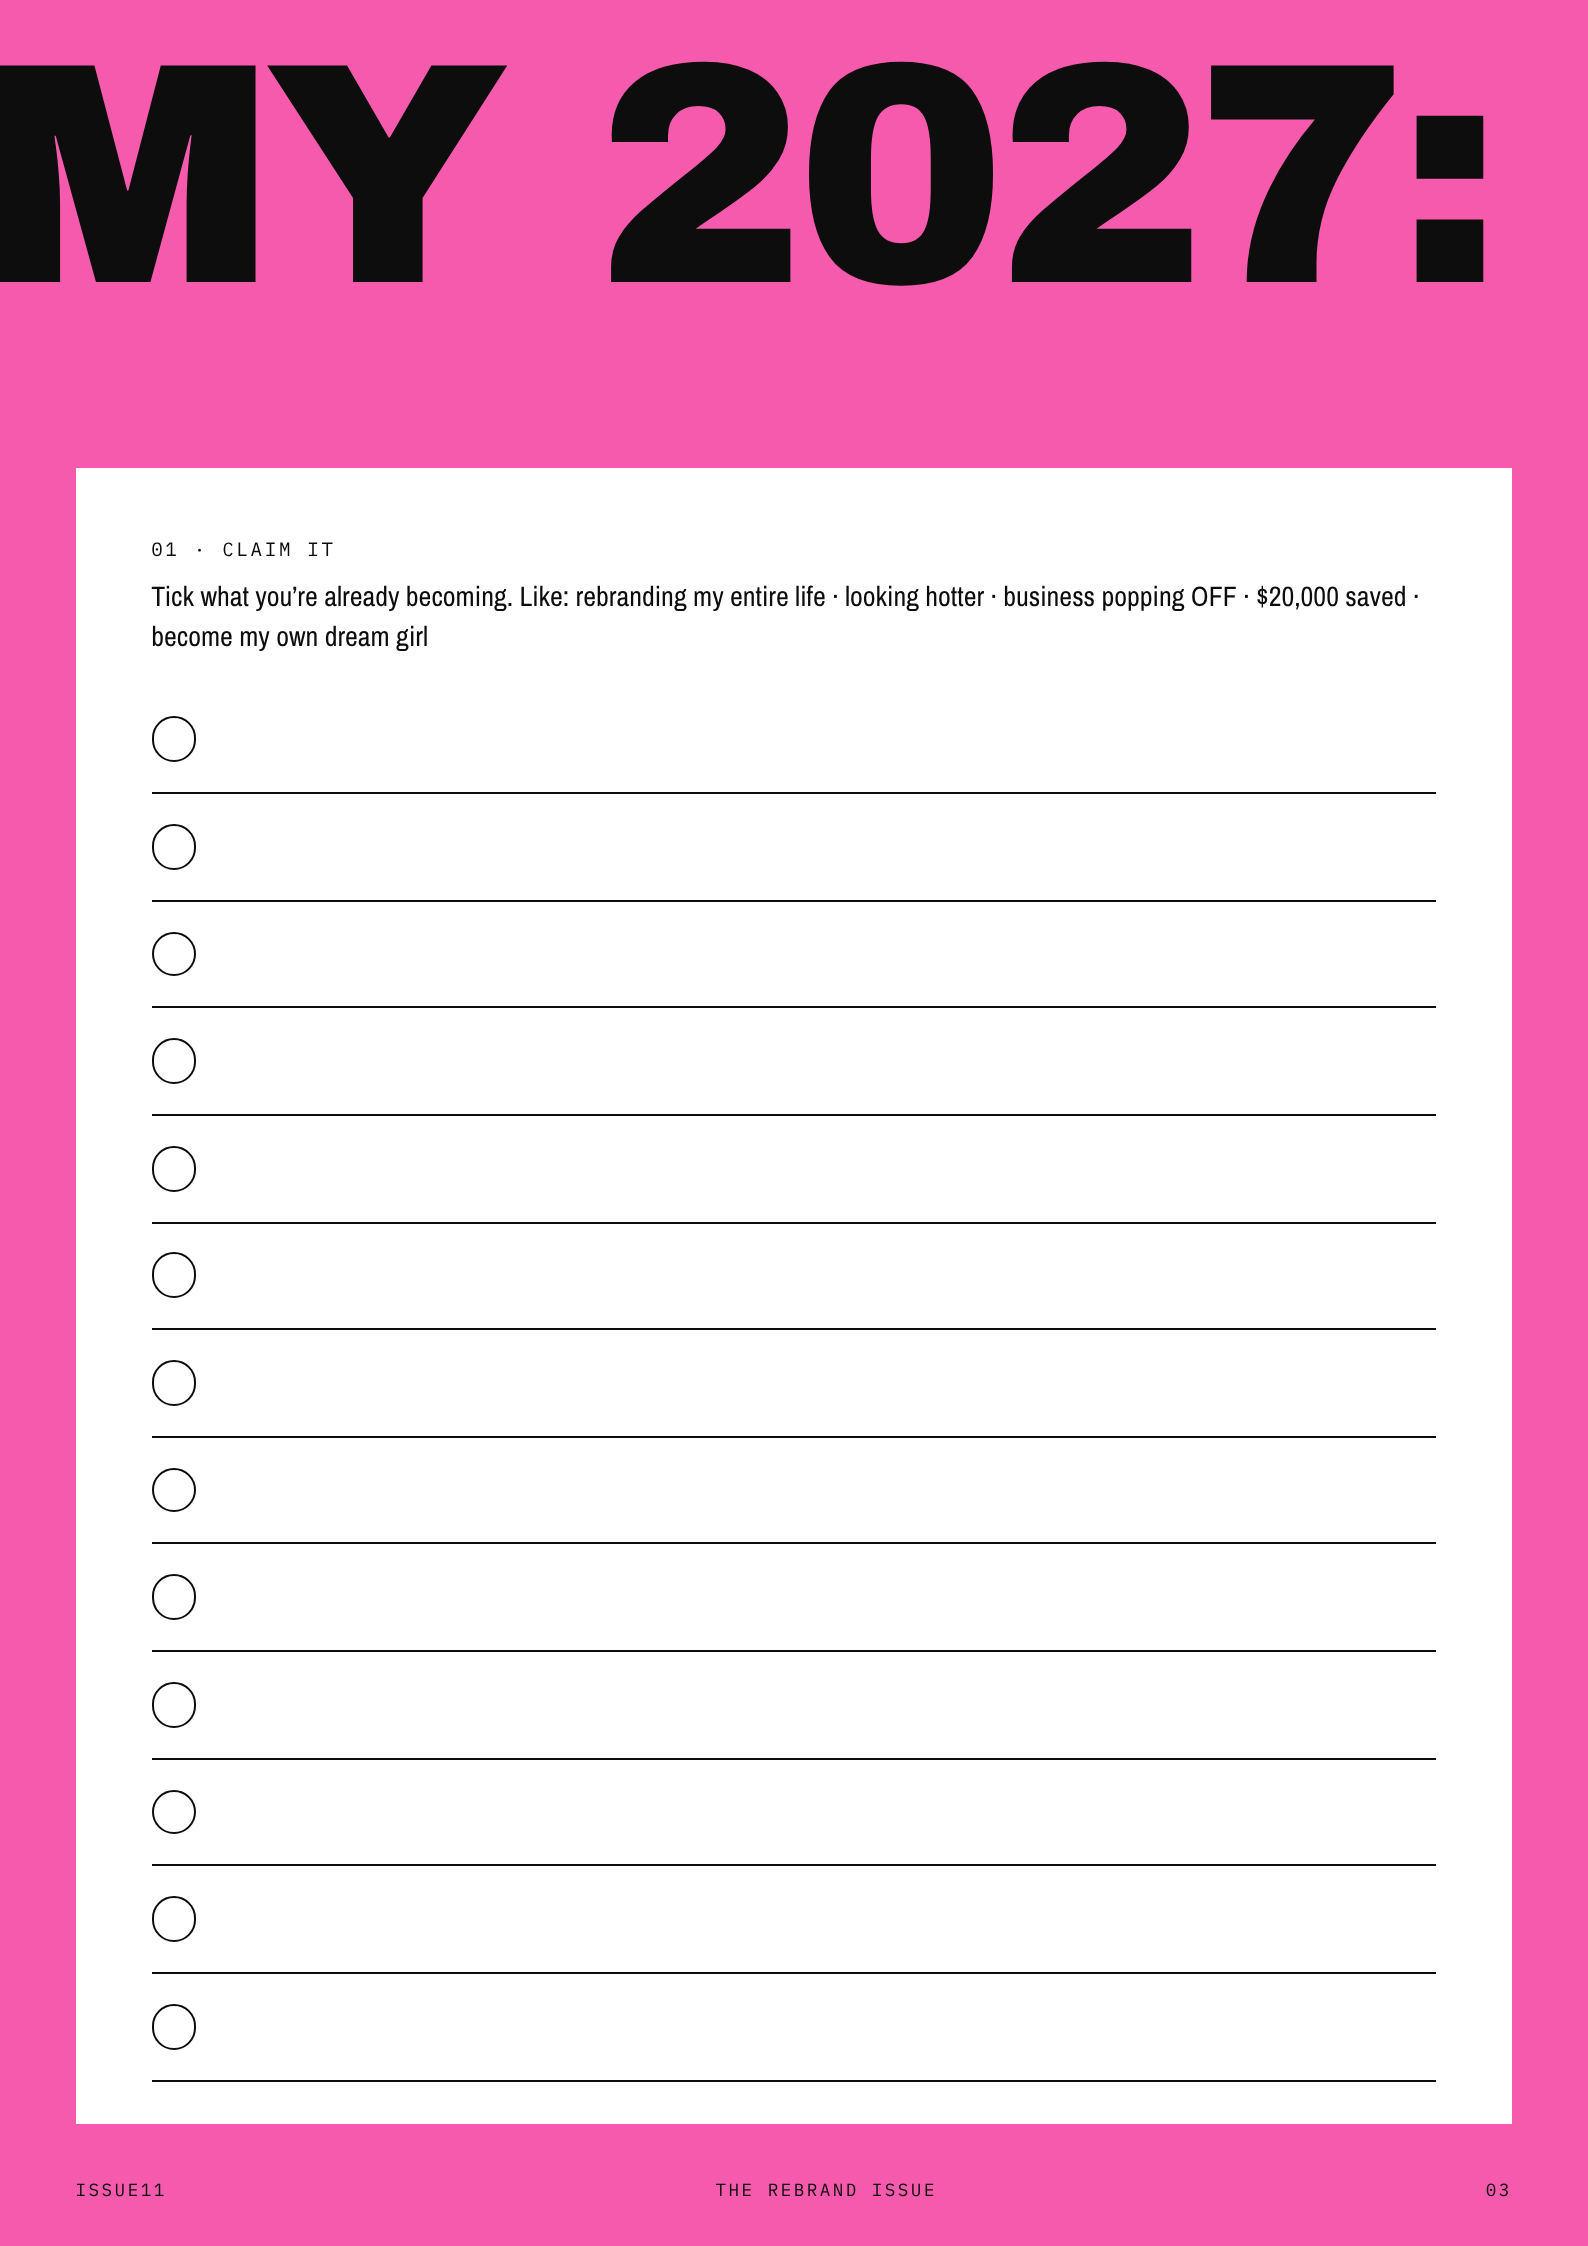 MY 2027:
01 · CLAIM IT
Tick what you’re already becoming. Like: rebranding my entire life · looking hotter · business popping OFF · $20,000 saved ·
become my own dream girl
ISSUE11
THE REBRAND ISSUE
03